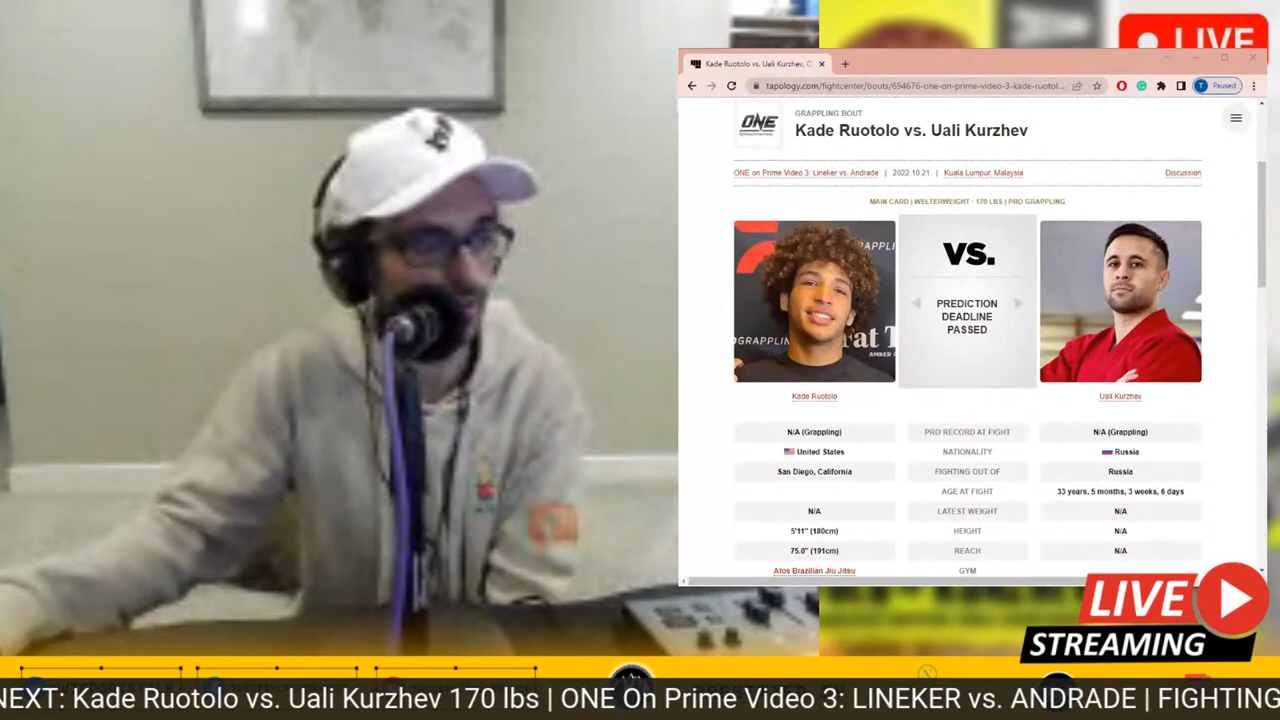 LIVE
Kade Ruotolo vs. Uali Kurzhev, O
tapology.com/fightcenter/bouts/694676-one-on-prime-video-3-kade-ruotol...
T Paused
ONE
GRAPPLING BOUT
Kade Ruotolo vs. Uali Kurzhev
ONE on Prime Video 3: Lineker vs. Andrade | 2022.10.21 | Kuala Lumpur, Malaysia
Discussion
MAIN CARD | WELTERWEIGHT - 170 LBS | PRO GRAPPLING
VS.
PREDICTION
DEADLINE
PASSED
Kade Ruotolo
Uali Kurzhev
N/A (Grappling) PRO RECORD AT FIGHT N/A (Grappling)
United States NATIONALITY Russia
San Diego, California FIGHTING OUT OF Russia
AGE AT FIGHT 33 years, 5 months, 3 weeks, 6 days
N/A LATEST WEIGHT N/A
5'11" (180cm) HEIGHT N/A
75.0" (191cm) REACH N/A
Atos Brazilian Jiu Jitsu GYM
LIVE
STREAMING
NEXT: Kade Ruotolo vs. Uali Kurzhev 170 lbs | ONE On Prime Video 3: LINEKER vs. ANDRADE | FIGHTING